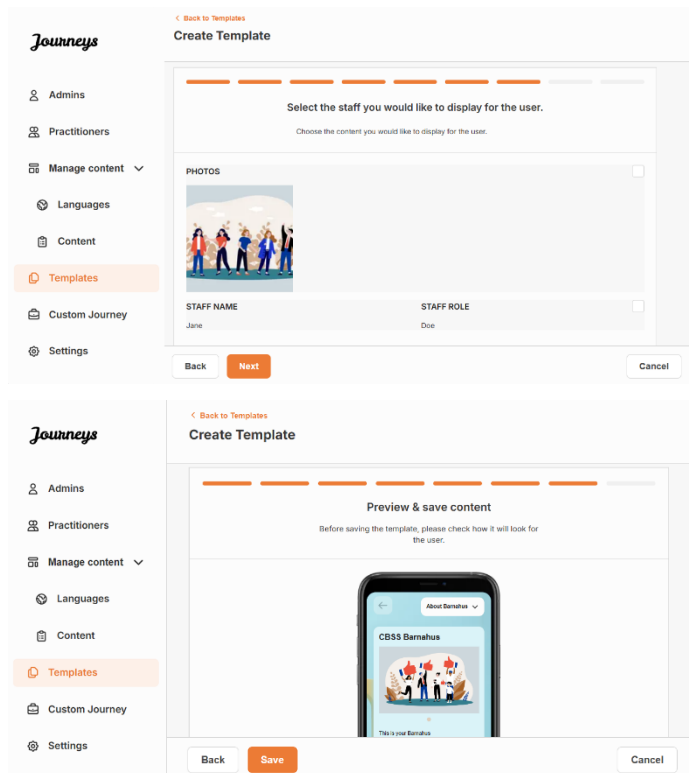 < Back to Templates
Journeys
Create Template
Admins
Practitioners
Manage content
Languages
Content
Templates
Custom Journey
Settings
Select the staff you would like to display for the user.
Choose the content you would like to display for the user.
PHOTOS
STAFF NAME
STAFF ROLE
Jane
Doe
Back
Next
Cancel
< Back to Templates
Journeys
Create Template
Admins
Practitioners
Manage content
Languages
Content
Templates
Custom Journey
Settings
Preview & save content
Before saving the template, please check how it will look for
the user.
About Barnahus
CBSS Barnahus
This is your Barnahus
Back
Save
Cancel